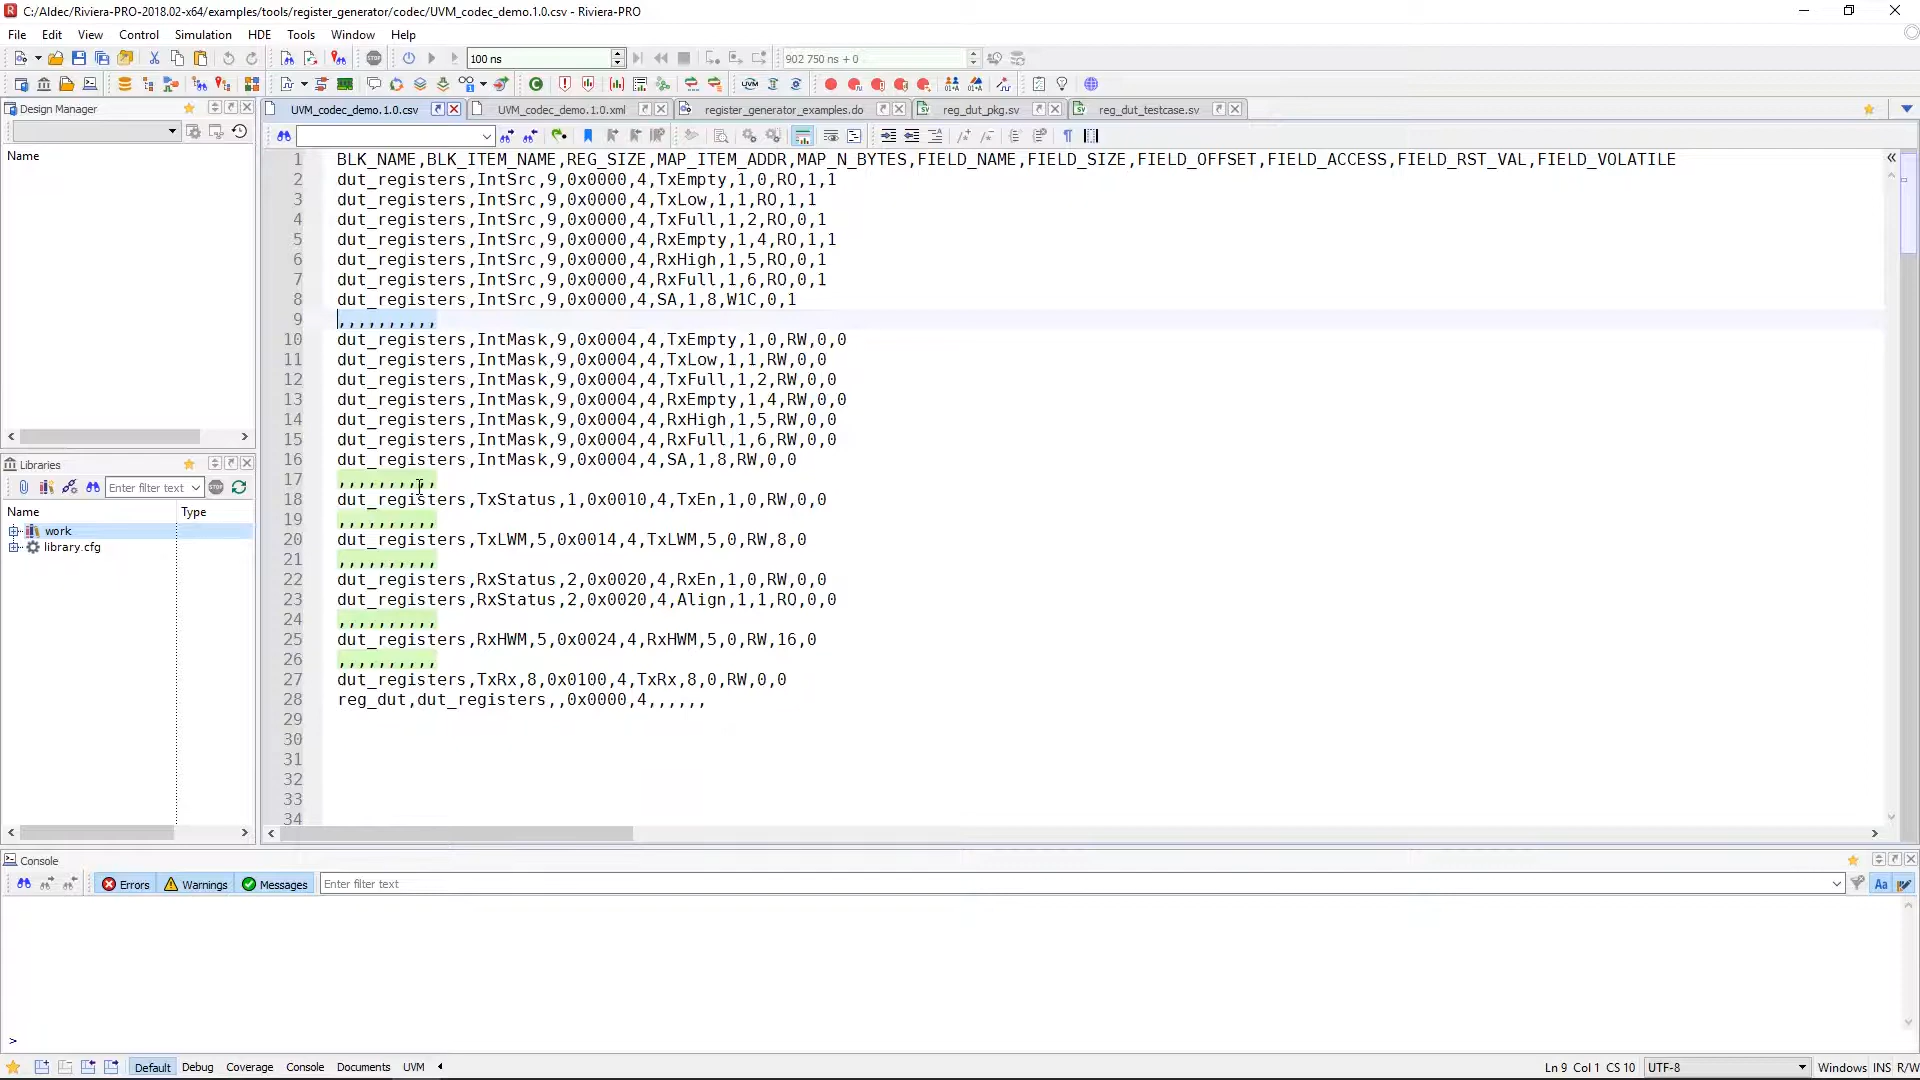 C:/Aldec/Riviera-PRO-2018.02-x64/examples/tools/register_generator/codec/UVM_codec_demo.1.0.csv - Riviera-PRO
File Edit View Control Simulation HDE Tools Window Help
100 ns
902 750 ns + 0
Design Manager
UVM_codec_demo.1.0.csv
UVM_codec_demo.1.0.xml
register_generator_examples.do
reg_dut_pkg.sv
reg_dut_testcase.sv
Name
1 BLK_NAME,BLK_ITEM_NAME,REG_SIZE,MAP_ITEM_ADDR,MAP_N_BYTES,FIELD_NAME,FIELD_SIZE,FIELD_OFFSET,FIELD_ACCESS,FIELD_RST_VAL,FIELD_VOLATILE
2 dut_registers,IntSrc,9,0x0000,4,TxEmpty,1,0,RO,1,1
3 dut_registers,IntSrc,9,0x0000,4,TxLow,1,1,RO,1,1
4 dut_registers,IntSrc,9,0x0000,4,TxFull,1,2,RO,0,1
5 dut_registers,IntSrc,9,0x0000,4,RxEmpty,1,4,RO,1,1
6 dut_registers,IntSrc,9,0x0000,4,RxHigh,1,5,RO,0,1
7 dut_registers,IntSrc,9,0x0000,4,RxFull,1,6,RO,0,1
8 dut_registers,IntSrc,9,0x0000,4,SA,1,8,W1C,0,1
9 ,,,,,,,,,,
10 dut_registers,IntMask,9,0x0004,4,TxEmpty,1,0,RW,0,0
11 dut_registers,IntMask,9,0x0004,4,TxLow,1,1,RW,0,0
12 dut_registers,IntMask,9,0x0004,4,TxFull,1,2,RW,0,0
13 dut_registers,IntMask,9,0x0004,4,RxEmpty,1,4,RW,0,0
14 dut_registers,IntMask,9,0x0004,4,RxHigh,1,5,RW,0,0
15 dut_registers,IntMask,9,0x0004,4,RxFull,1,6,RW,0,0
16 dut_registers,IntMask,9,0x0004,4,SA,1,8,RW,0,0
17 ,,,,,,,,,,
18 dut_registers,TxStatus,1,0x0010,4,TxEn,1,0,RW,0,0
19 ,,,,,,,,,,
20 dut_registers,TxLWM,5,0x0014,4,TxLWM,5,0,RW,8,0
21 ,,,,,,,,,,
22 dut_registers,RxStatus,2,0x0020,4,RxEn,1,0,RW,0,0
23 dut_registers,RxStatus,2,0x0020,4,Align,1,1,RO,0,0
24 ,,,,,,,,,,
25 dut_registers,RxHWM,5,0x0024,4,RxHWM,5,0,RW,16,0
26 ,,,,,,,,,,
27 dut_registers,TxRx,8,0x0100,4,TxRx,8,0,RW,0,0
28 reg_dut,dut_registers,,0x0000,4,,,,,,
29
30
31
32
33
34
Libraries
Enter filter text
Name Type
work
library.cfg
Console
Errors Warnings Messages Enter filter text
>
Default Debug Coverage Console Documents UVM
Ln 9 Col 1 CS 10 UTF-8 Windows INS R/W